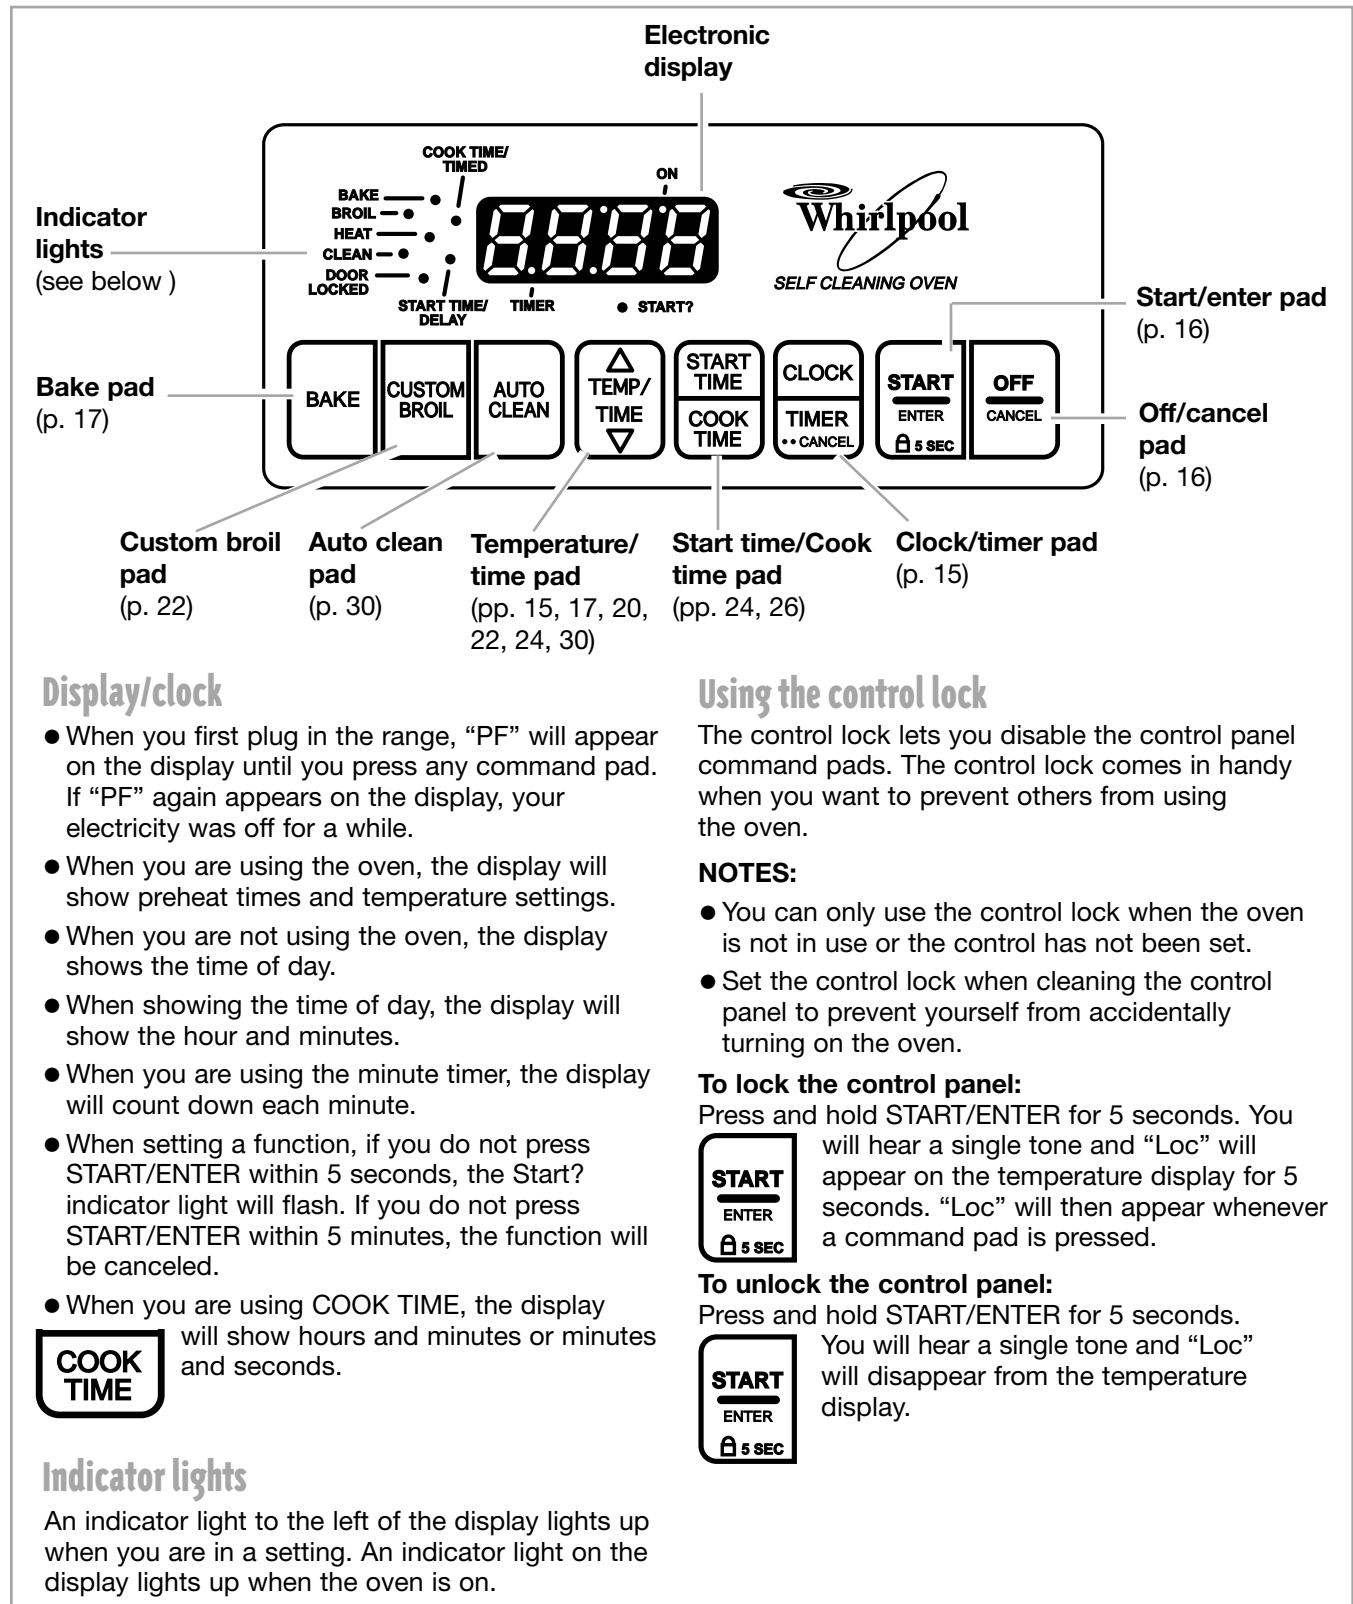 Electronic
display
COOK TIME/
TIMED
ON
BAKE
BROIL
HEAT
CLEAN
DOOR
LOCKED
START TIME/
DELAY
TIMER
START?
8888
Whirlpool
SELF CLEANING OVEN
Indicator
lights
(see below )
Start/enter pad
(p. 16)
Bake pad
(p. 17)
BAKE
CUSTOM
BROIL
AUTO
CLEAN
TEMP/
TIME
START
TIME
COOK
TIME
CLOCK
TIMER
•• CANCEL
START
ENTER
5 SEC
OFF
CANCEL
Off/cancel
pad
(p. 16)
Custom broil
pad
(p. 22)
Auto clean
pad
(p. 30)
Temperature/
time pad
(pp. 15, 17, 20,
22, 24, 30)
Start time/Cook
time pad
(pp. 24, 26)
Clock/timer pad
(p. 15)
Display/clock
● When you first plug in the range, “PF” will appear
on the display until you press any command pad.
If “PF” again appears on the display, your
electricity was off for a while.
● When you are using the oven, the display will
show preheat times and temperature settings.
● When you are not using the oven, the display
shows the time of day.
● When showing the time of day, the display will
show the hour and minutes.
● When you are using the minute timer, the display
will count down each minute.
● When setting a function, if you do not press
START/ENTER within 5 seconds, the Start?
indicator light will flash. If you do not press
START/ENTER within 5 minutes, the function will
be canceled.
● When you are using COOK TIME, the display
will show hours and minutes or minutes
and seconds.
COOK
TIME
Indicator lights
An indicator light to the left of the display lights up
when you are in a setting. An indicator light on the
display lights up when the oven is on.
Using the control lock
The control lock lets you disable the control panel
command pads. The control lock comes in handy
when you want to prevent others from using
the oven.
NOTES:
● You can only use the control lock when the oven
is not in use or the control has not been set.
● Set the control lock when cleaning the control
panel to prevent yourself from accidentally
turning on the oven.
To lock the control panel:
Press and hold START/ENTER for 5 seconds. You
will hear a single tone and “Loc” will
appear on the temperature display for 5
seconds. “Loc” will then appear whenever
a command pad is pressed.
START
ENTER
5 SEC
To unlock the control panel:
Press and hold START/ENTER for 5 seconds.
You will hear a single tone and “Loc”
will disappear from the temperature
display.
START
ENTER
5 SEC